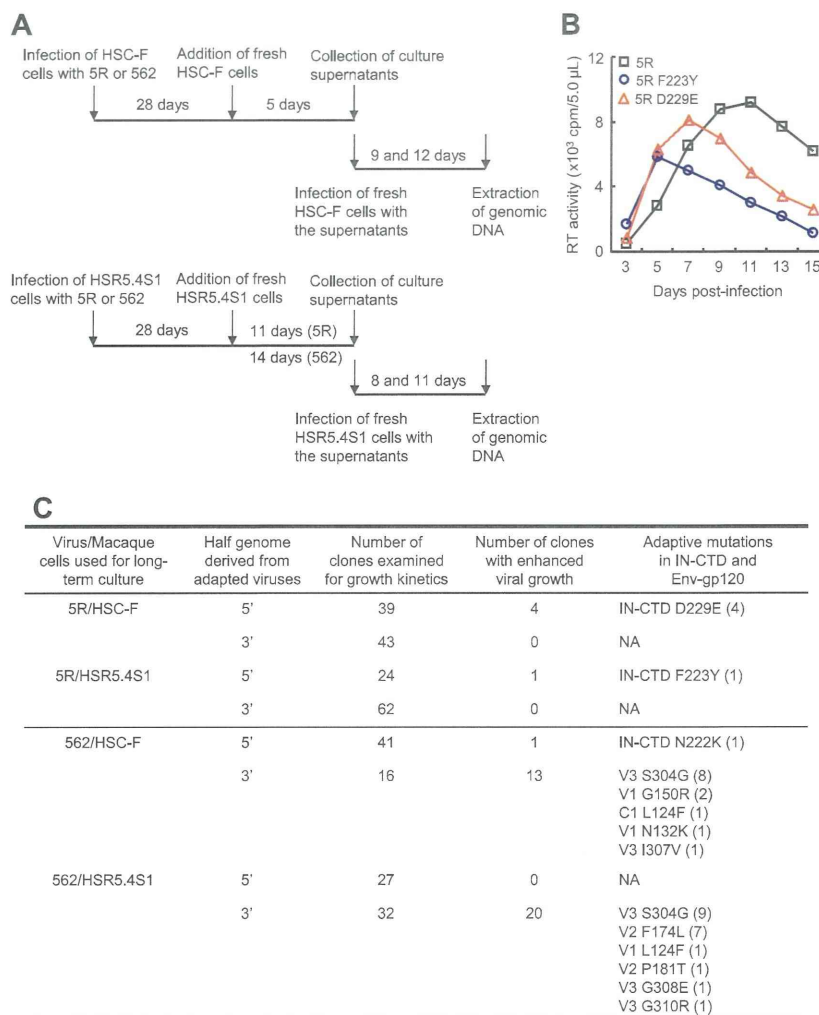 A
Infection of HSC-F
cells with 5R or 562
Addition of fresh
HSC-F cells
Collection of culture
supernatants
28 days
5 days
9 and 12 days
Infection of fresh
HSC-F cells with
the supernatants
Extraction
of genomic
DNA
Infection of HSR5.4S1
cells with 5R or 562
Addition of fresh
HSR5.4S1 cells
Collection of culture
supernatants
28 days
11 days (5R)
14 days (562)
8 and 11 days
Infection of fresh
HSR5.4S1 cells with
the supernatants
Extraction
of genomic
DNA
B
RT activity (x10³ cpm/5.0 µL)
12
8
4
0
5R
5R F223Y
5R D229E
3 5 7 9 11 13 15
Days post-infection
C
Virus/Macaque
cells used for long-
term culture
Half genome
derived from
adapted viruses
Number of
clones examined
for growth kinetics
Number of clones
with enhanced
viral growth
Adaptive mutations
in IN-CTD and
Env-gp120
5R/HSC-F 5' 39 4 IN-CTD D229E (4)
3' 43 0 NA
5R/HSR5.4S1 5' 24 1 IN-CTD F223Y (1)
3' 62 0 NA
562/HSC-F 5' 41 1 IN-CTD N222K (1)
3' 16 13 V3 S304G (8)
V1 G150R (2)
C1 L124F (1)
V1 N132K (1)
V3 I307V (1)
562/HSR5.4S1 5' 27 0 NA
3' 32 20 V3 S304G (9)
V2 F174L (7)
V1 L124F (1)
V2 P181T (1)
V3 G308E (1)
V3 G310R (1)